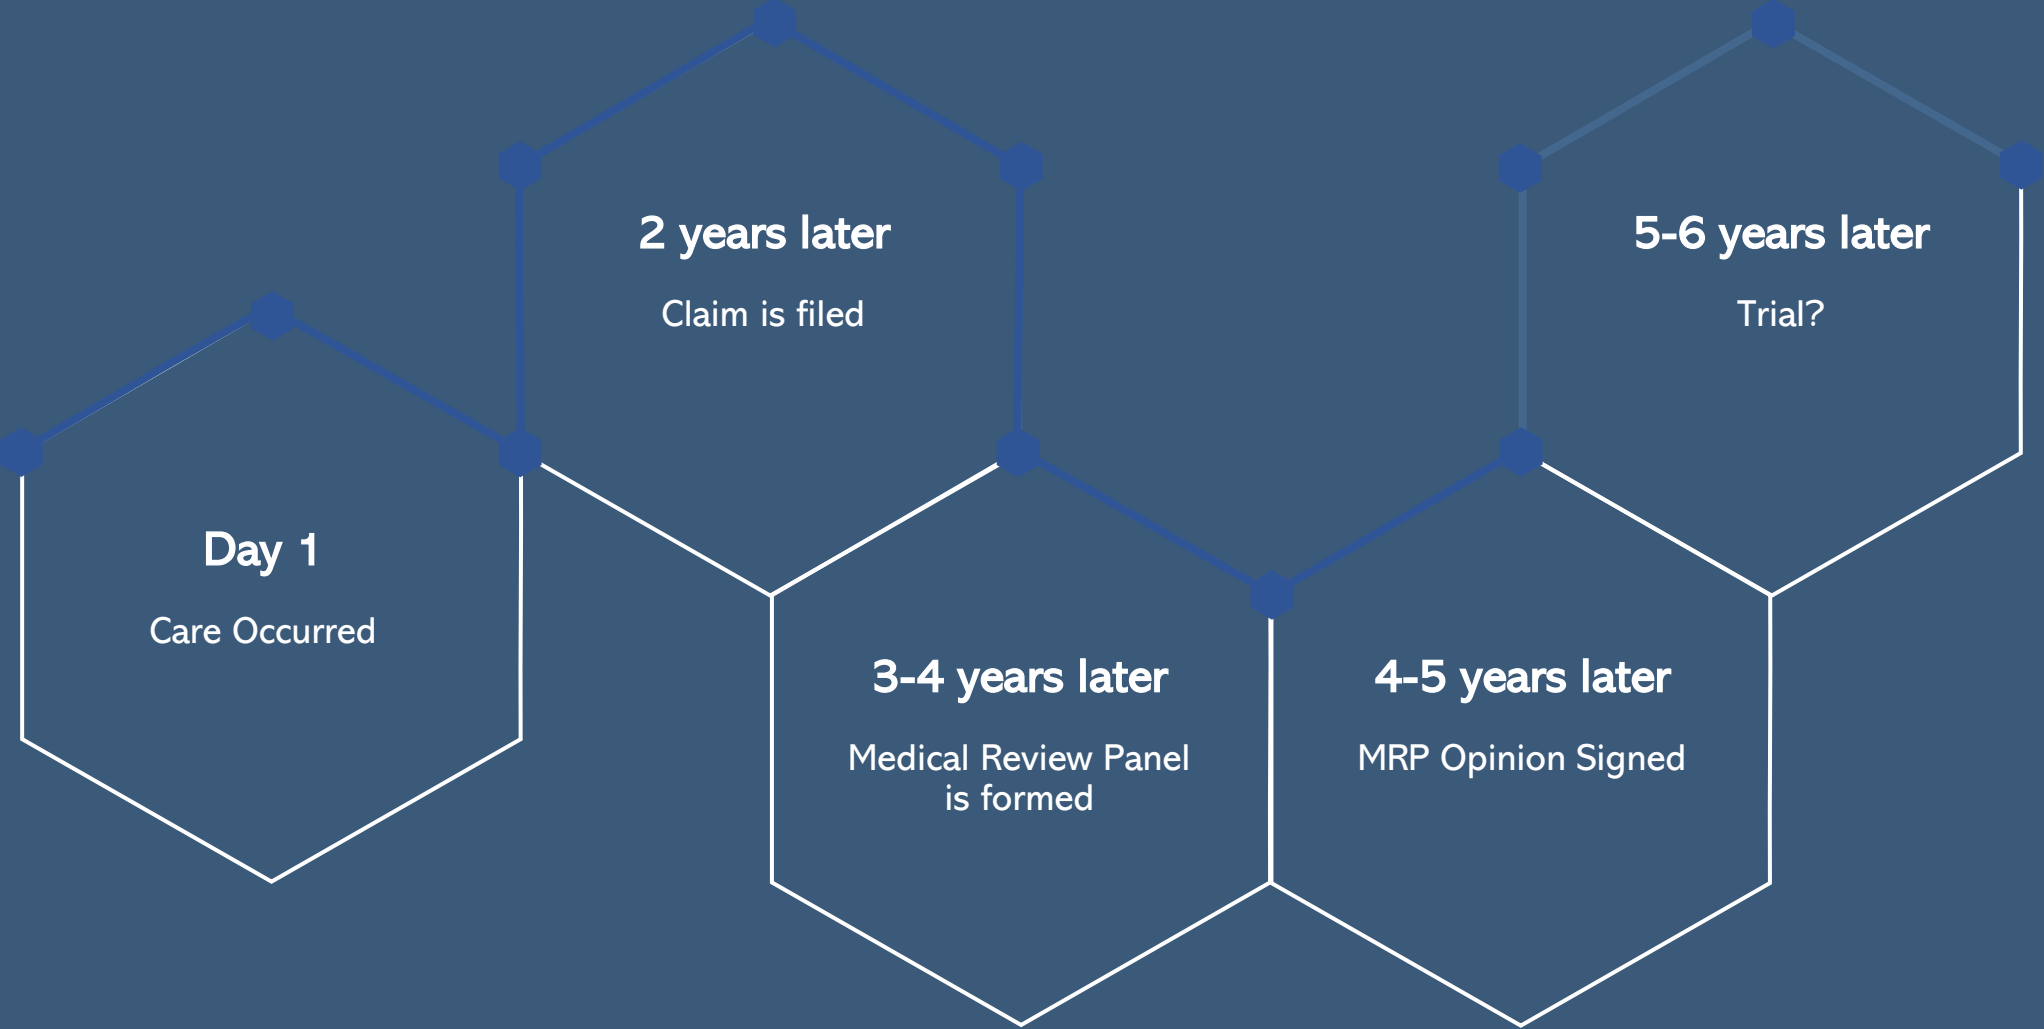 Day 1
Care Occurred
2 years later
Claim is filed
3-4 years later
Medical Review Panel
is formed
4-5 years later
MRP Opinion Signed
5-6 years later
Trial?